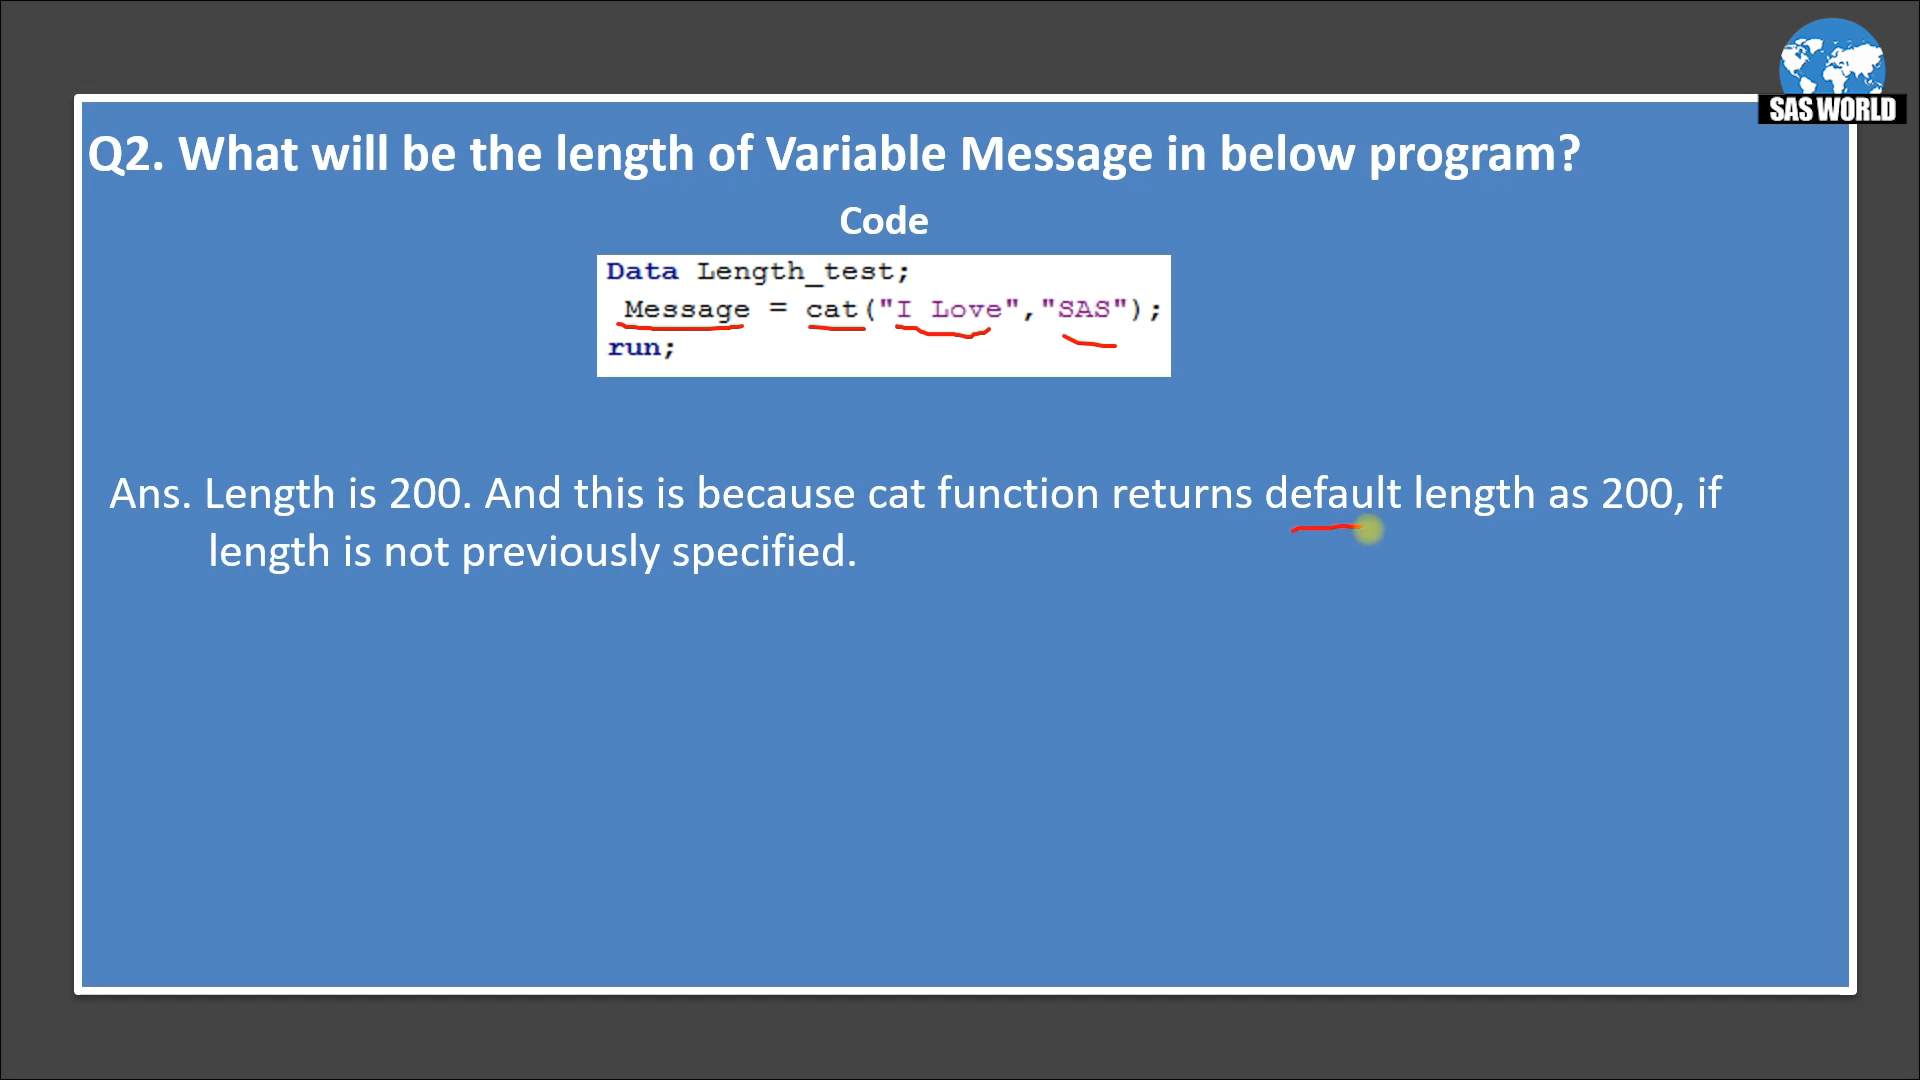 SAS WORLD
Q2. What will be the length of Variable Message in below program?
Code
Data Length_test;
Message = cat("I Love","SAS");
run;
Ans. Length is 200. And this is because cat function returns default length as 200, if
length is not previously specified.